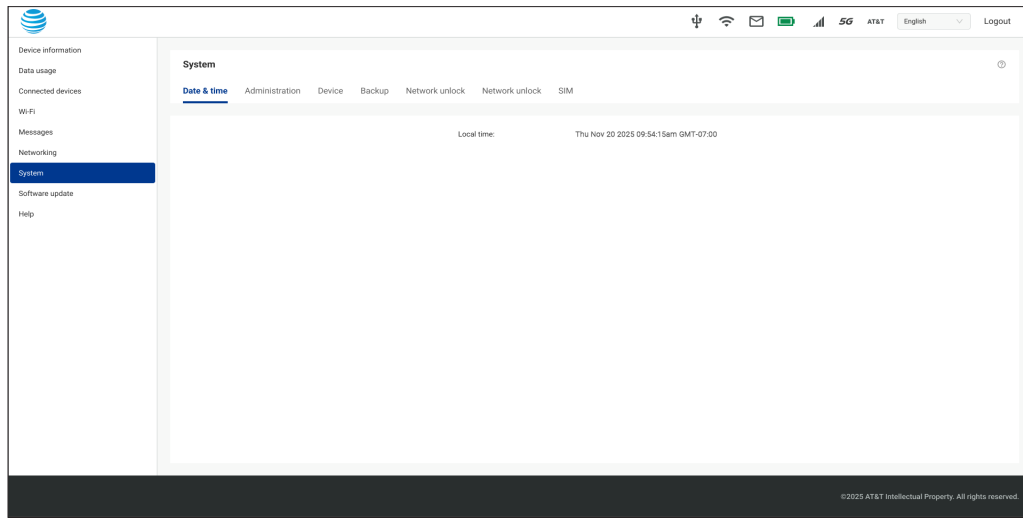 5G AT&T English Logout
Device information
Data usage
Connected devices
Wi-Fi
Messages
Networking
System
Software update
Help
System
Date & time Administration Device Backup Network unlock Network unlock SIM
Local time: Thu Nov 20 2025 09:54:15am GMT-07:00
©2025 AT&T Intellectual Property. All rights reserved.